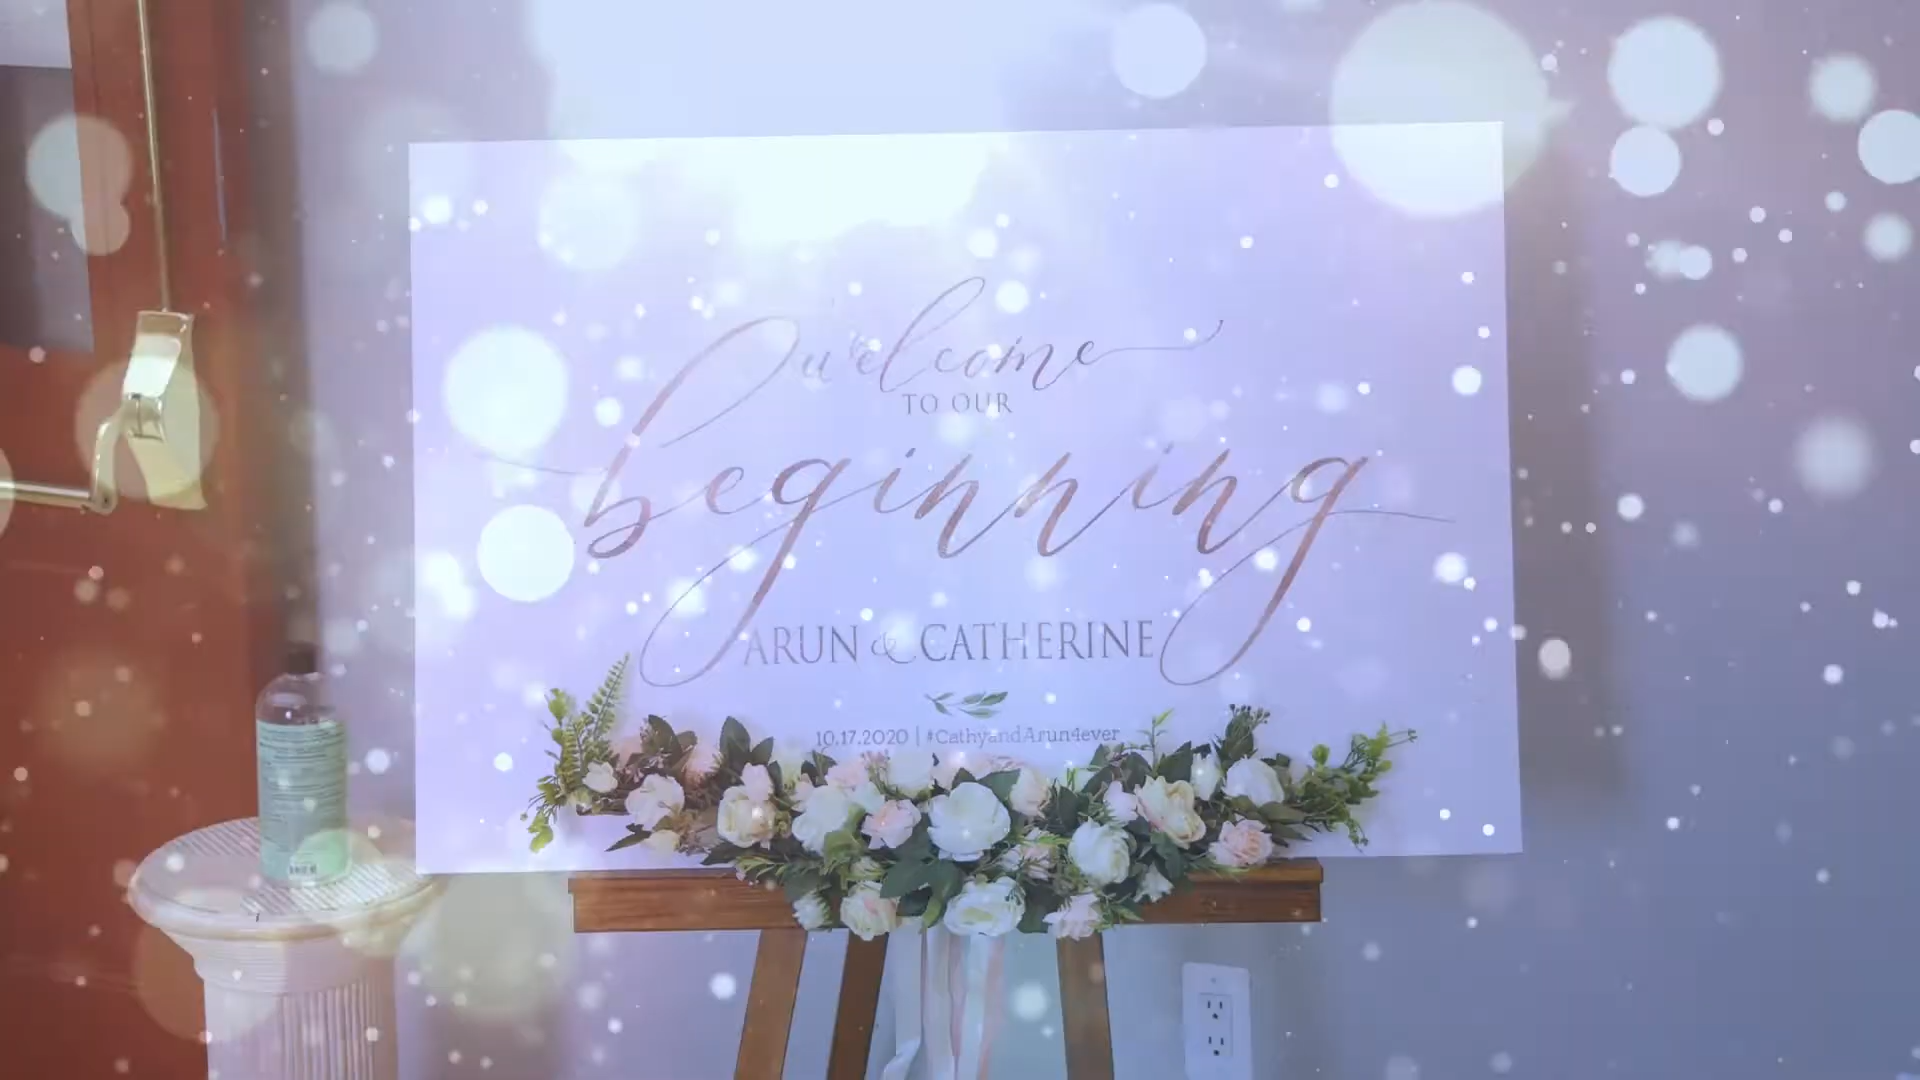 welcome
TO OUR
beginning
ARUN & CATHERINE
10.17.2020 | #CathyandArun4ever